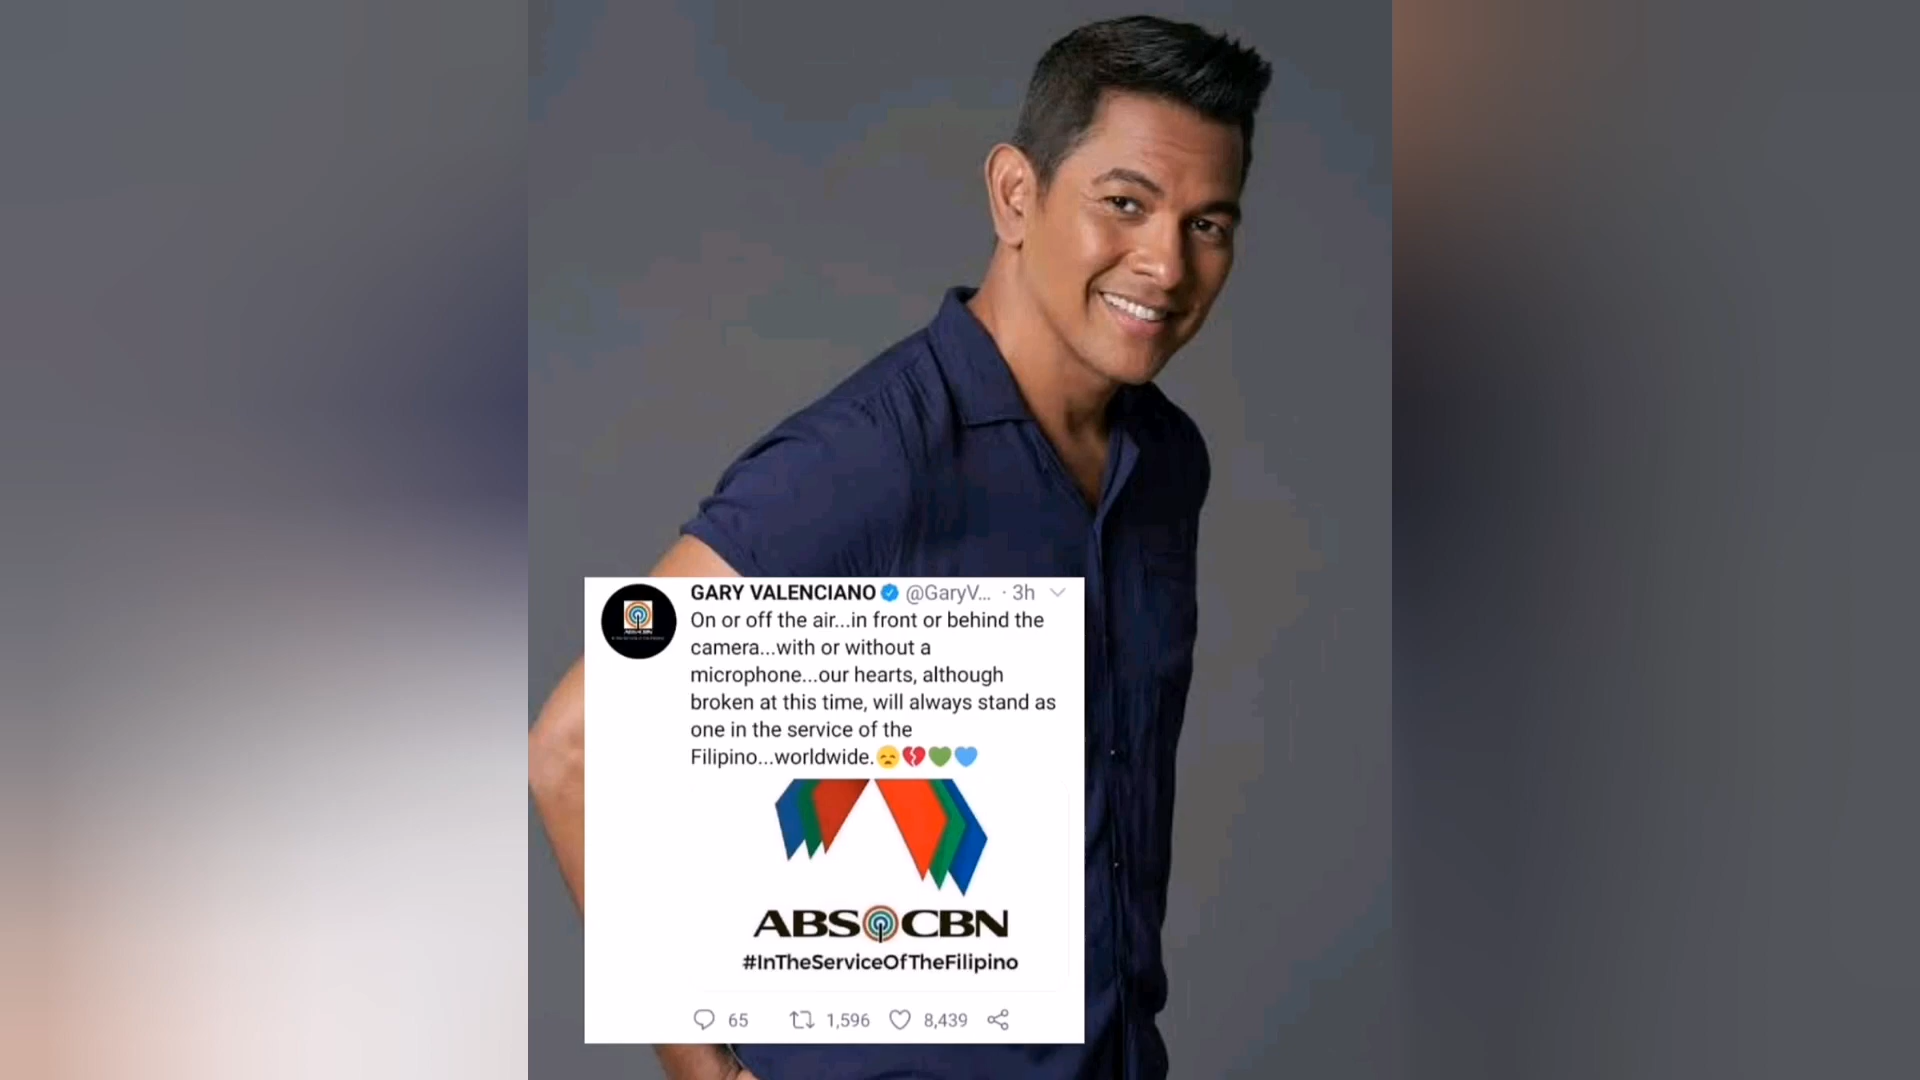 GARY VALENCIANO @GaryV... · 3h
On or off the air...in front or behind the
camera...with or without a
microphone...our hearts, although
broken at this time, will always stand as
one in the service of the
Filipino...worldwide.😞💔💚💙
ABS CBN
#InTheServiceOfTheFilipino
65 1,596 8,439